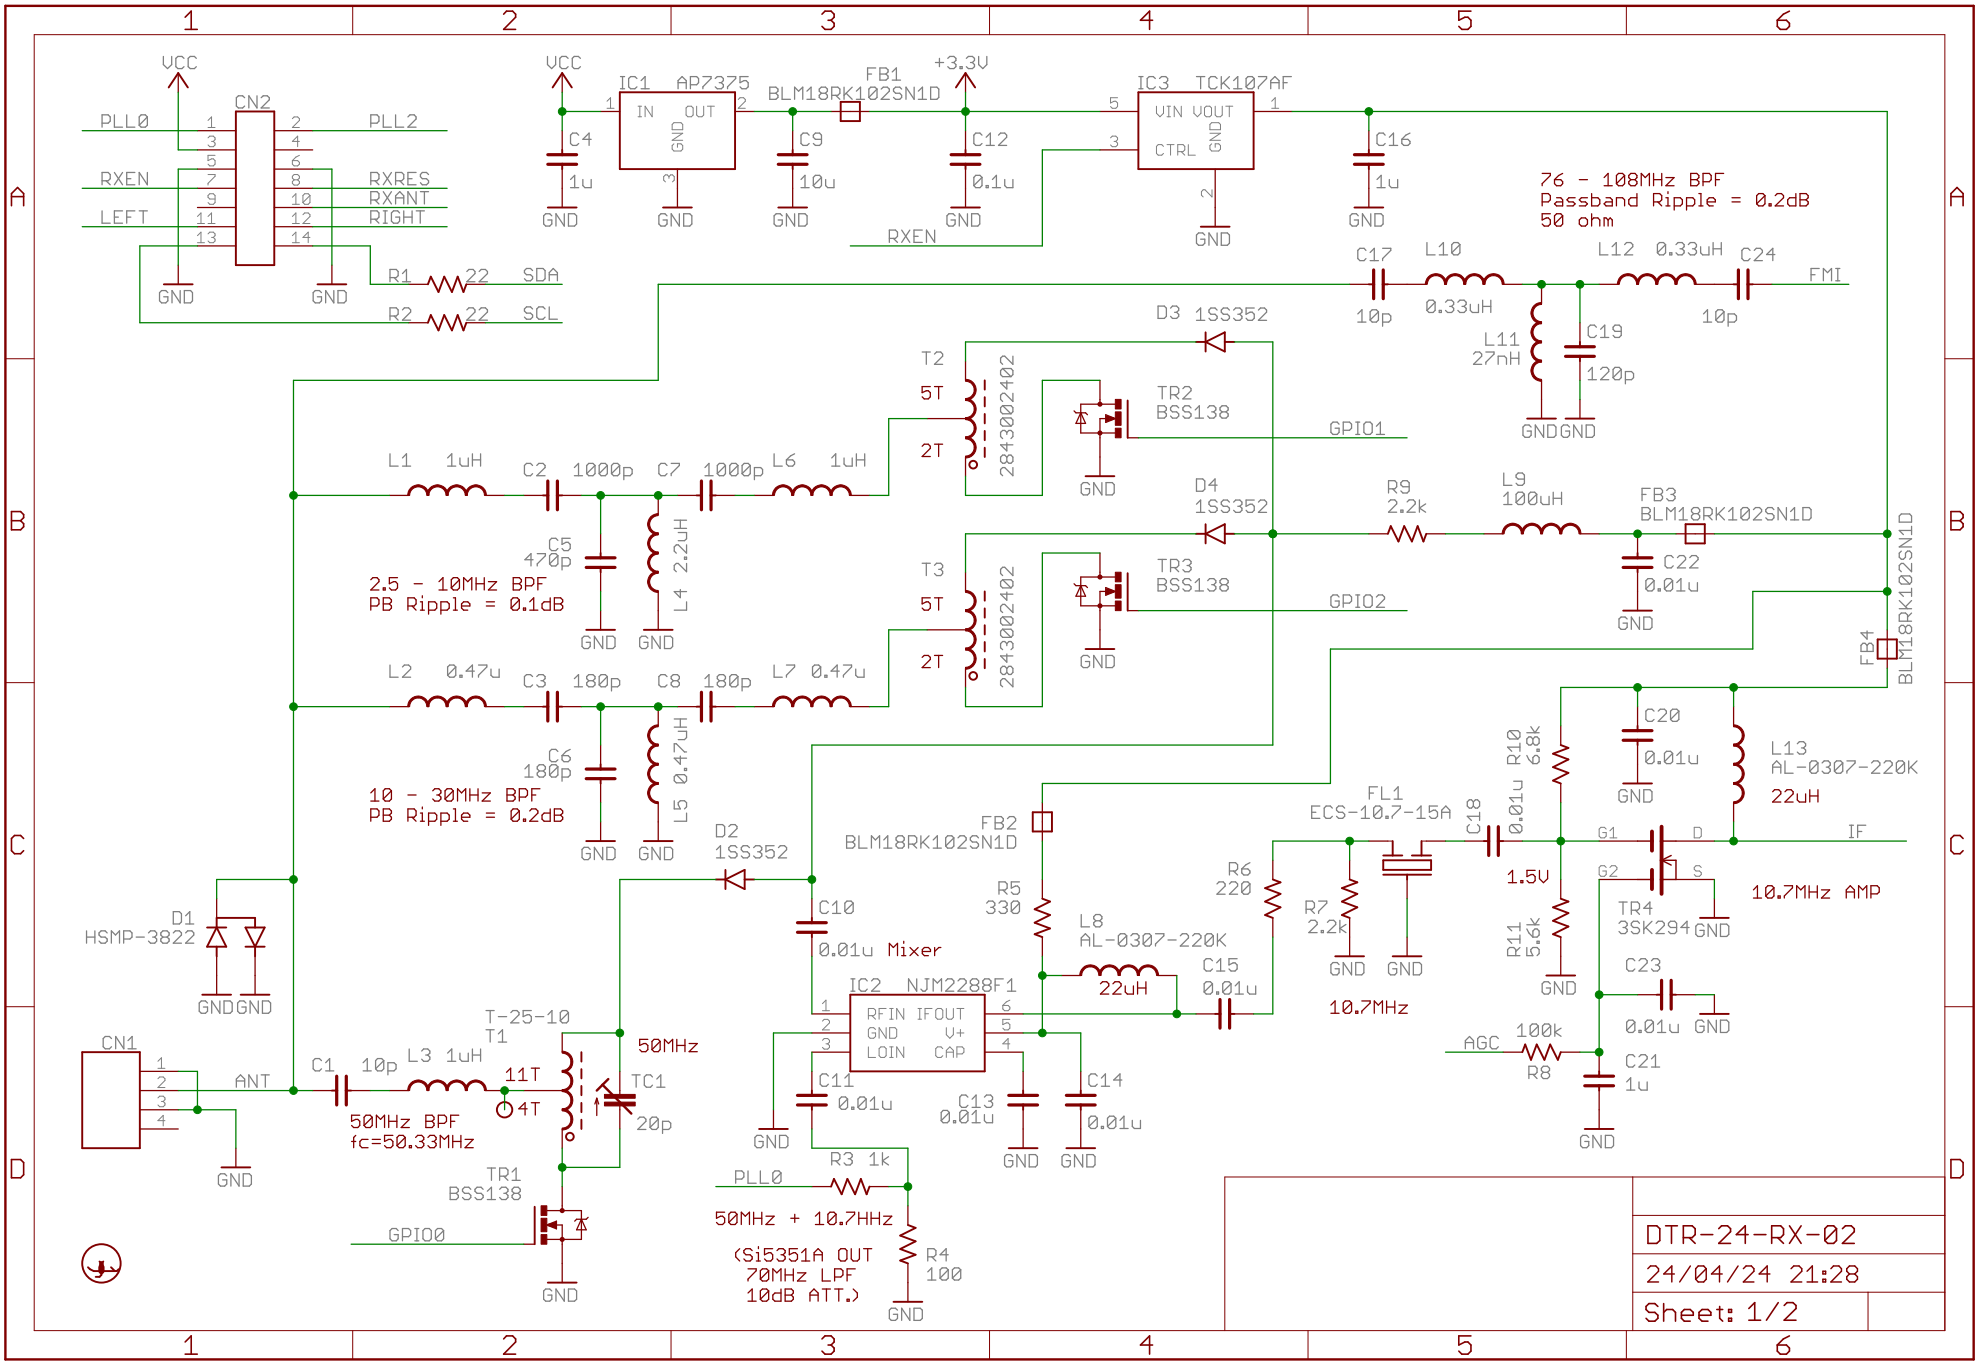 1 2 3 4 5 6
A
B
C
D
A
B
C
D
VCC
CN2
PLL0 1 2 PLL2
3 4
5 6
RXEN 7 8 RXRES
9 10 RXANT
LEFT 11 12 RIGHT
13 14
GND
GND
R1 22 SDA
R2 22 SCL
VCC
C4
1u
GND
IC1 AP7375
1 IN OUT 2
GND
3
GND
FB1
BLM18RK102SN1D
C9
10u
GND
+3.3V
C12
0.1u
GND
RXEN
IC3 TCK107AF
5 VIN VOUT 1
3 CTRL
GND
2
GND
C16
1u
GND
76 - 108MHz BPF
Passband Ripple = 0.2dB
50 ohm
C17
10p
L10
0.33uH
L12 0.33uH
C24
10p
FMI
L11
27nH
C19
120p
GND
GND
D3 1SS352
T2
5T
2T
2843002402
TR2
BSS138
GND
GPIO1
L1 1uH
C2 1000p
C7 1000p
L6 1uH
C5
470p
L4 2.2uH
GND
GND
2.5 - 10MHz BPF
PB Ripple = 0.1dB
D4
1SS352
T3
5T
2T
2843002402
TR3
BSS138
GND
GPIO2
R9
2.2k
L9
100uH
FB3
BLM18RK102SN1D
C22
0.01u
GND
FB4
BLM18RK102SN1D
L2 0.47u
C3 180p
C8 180p
L7 0.47u
C6
180p
L5 0.47uH
GND
GND
10 - 30MHz BPF
PB Ripple = 0.2dB
D2
1SS352
D1
HSMP-3822
GND
GND
C10
0.01u
Mixer
FB2
BLM18RK102SN1D
R5
330
L8
AL-0307-220K
22uH
IC2 NJM2288F1
1 RFIN IFOUT 6
2 GND V+ 5
3 LOIN CAP 4
GND
C11
0.01u
C13
0.01u
GND
C14
0.01u
GND
C15
0.01u
R6
220
R7
2.2k
GND
FL1
ECS-10.7-15A
GND
10.7MHz
C18
0.01u
R10
6.8k
1.5V
R11
5.6k
GND
C20
0.01u
GND
L13
AL-0307-220K
22uH
IF
G1 D
G2 S
TR4
3SK294
GND
10.7MHz AMP
C23
0.01u
GND
AGC
100k
R8
C21
1u
GND
CN1
1
2
3
4
ANT
GND
C1 10p
L3 1uH
50MHz BPF
fc=50.33MHz
T-25-10
T1
11T
4T
50MHz
TC1
20p
TR1
BSS138
GPIO0
GND
PLL0
R3 1k
50MHz + 10.7HHz
(Si5351A OUT
70MHz LPF
10dB ATT.)
R4
100
GND
DTR-24-RX-02
24/04/24 21:28
Sheet: 1/2
1 2 3 4 5 6